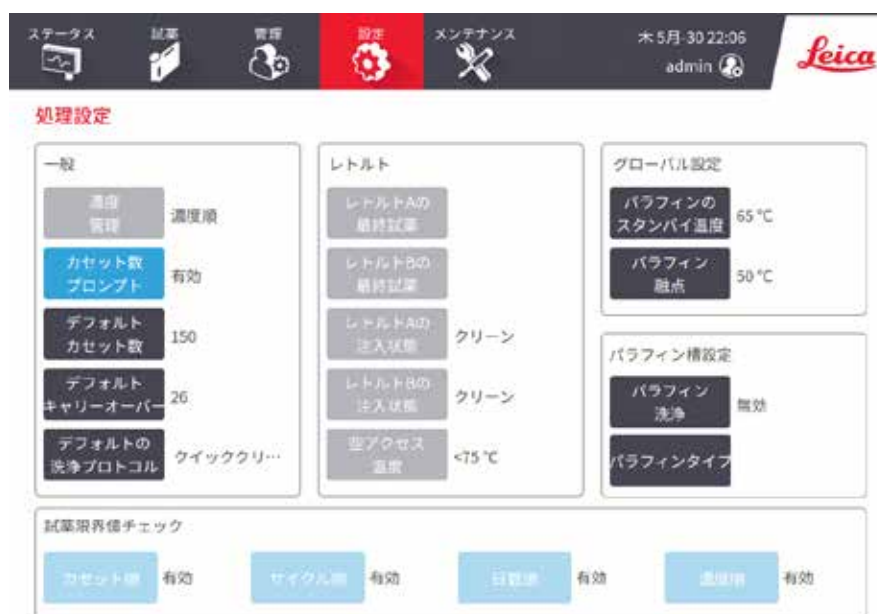 ステータス
試薬
管理
設定
メンテナンス
木 5月-30 22:06
admin
Leica
処理設定
一般
濃度
管理
濃度順
カセット数
プロンプト
有効
デフォルト
カセット数
150
デフォルト
キャリーオーバー
26
デフォルトの
洗浄プロトコル
クイッククリ…
レトルト
レトルトAの
最終試薬
レトルトBの
最終試薬
レトルトAの
注入状態
クリーン
レトルトBの
注入状態
クリーン
空アクセス
温度
<75 °C
グローバル設定
パラフィンの
スタンバイ温度
65 °C
パラフィン
融点
50 °C
パラフィン槽設定
パラフィン
洗浄
無効
パラフィンタイプ
試薬限界値チェック
カセット順
有効
サイクル順
有効
日数順
有効
濃度順
有効